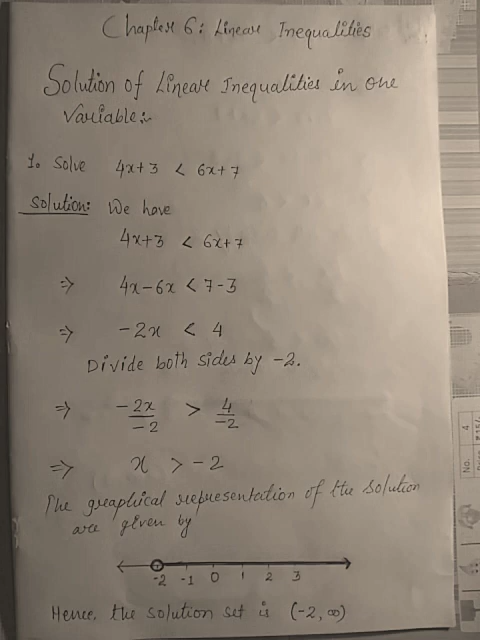 Chapter 6: Linear Inequalities
Solution of Linear Inequalities in one
Variable:-
1. Solve 4x+3 < 6x+7
Solution: We have
4x+3 < 6x+7
⇒ 4x-6x < 7-3
⇒ -2x < 4
Divide both sides by -2.
⇒ -2x/-2 > 4/-2
⇒ x > -2
The graphical representation of the solution
are given by
-2 -1 0 1 2 3
Hence, the solution set is (-2, ∞)
No. 4